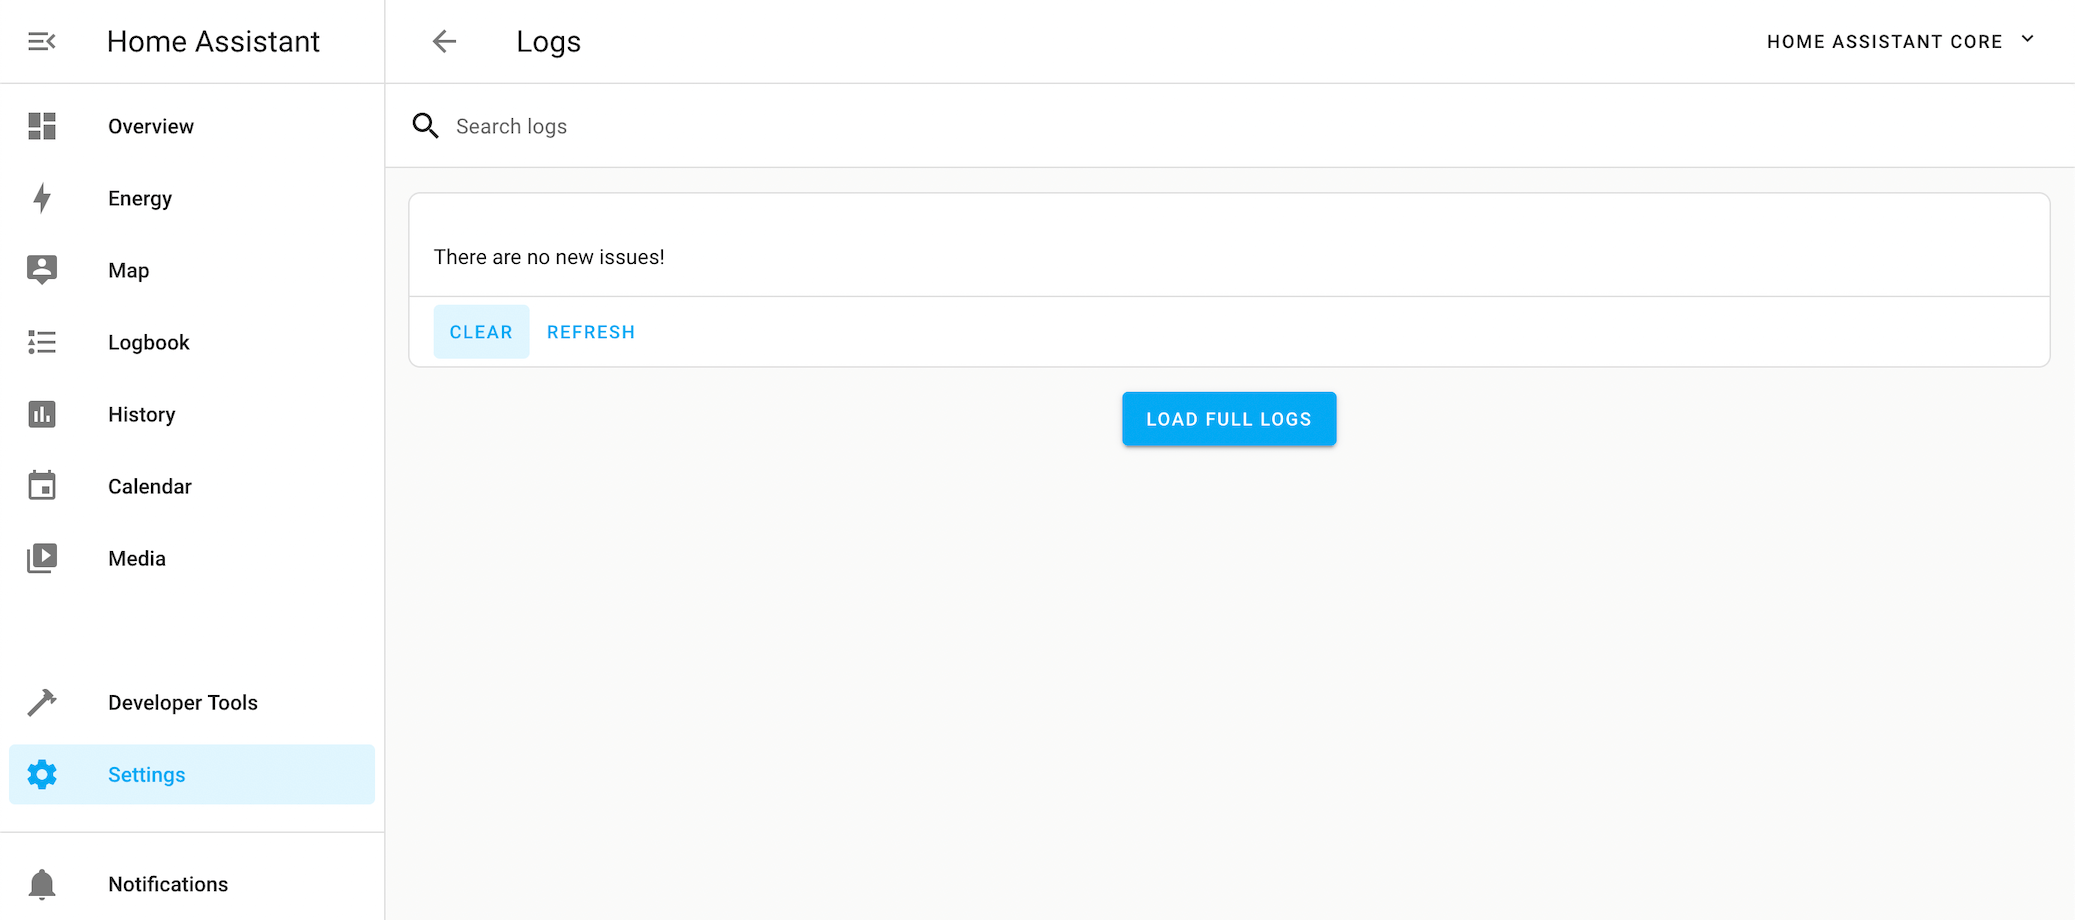 Home Assistant
Logs
HOME ASSISTANT CORE
Overview
Energy
Map
Logbook
History
Calendar
Media
Developer Tools
Settings
Notifications
Search logs
There are no new issues!
CLEAR REFRESH
LOAD FULL LOGS